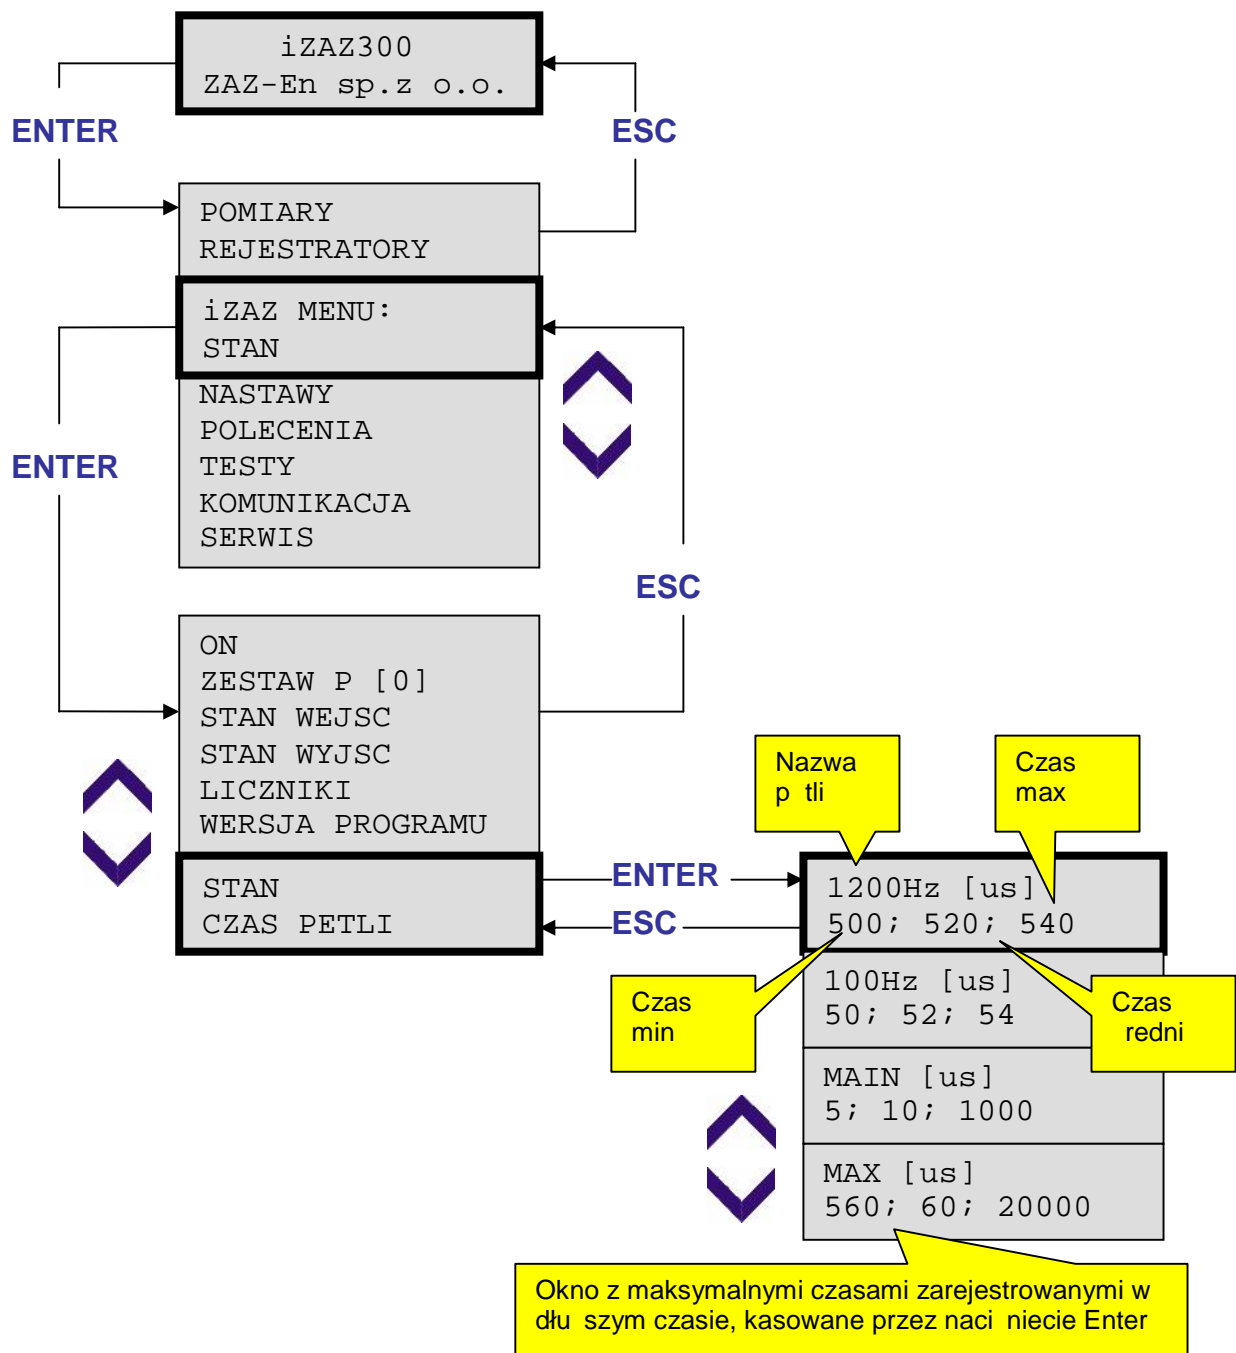 iZAZ300
ZAZ-En sp.z o.o.
ENTER
ESC
POMIARY
REJESTRATORY
iZAZ MENU:
STAN
NASTAWY
POLECENIA
TESTY
KOMUNIKACJA
SERWIS
ENTER
ESC
ON
ZESTAW P [0]
STAN WEJSC
STAN WYJSC
LICZNIKI
WERSJA PROGRAMU
STAN
CZAS PETLI
ENTER
ESC
Nazwa
p tli
Czas
max
1200Hz [us]
500; 520; 540
Czas
min
Czas
redni
100Hz [us]
50; 52; 54
MAIN [us]
5; 10; 1000
MAX [us]
560; 60; 20000
Okno z maksymalnymi czasami zarejestrowanymi w
dłu szym czasie, kasowane przez naci niecie Enter